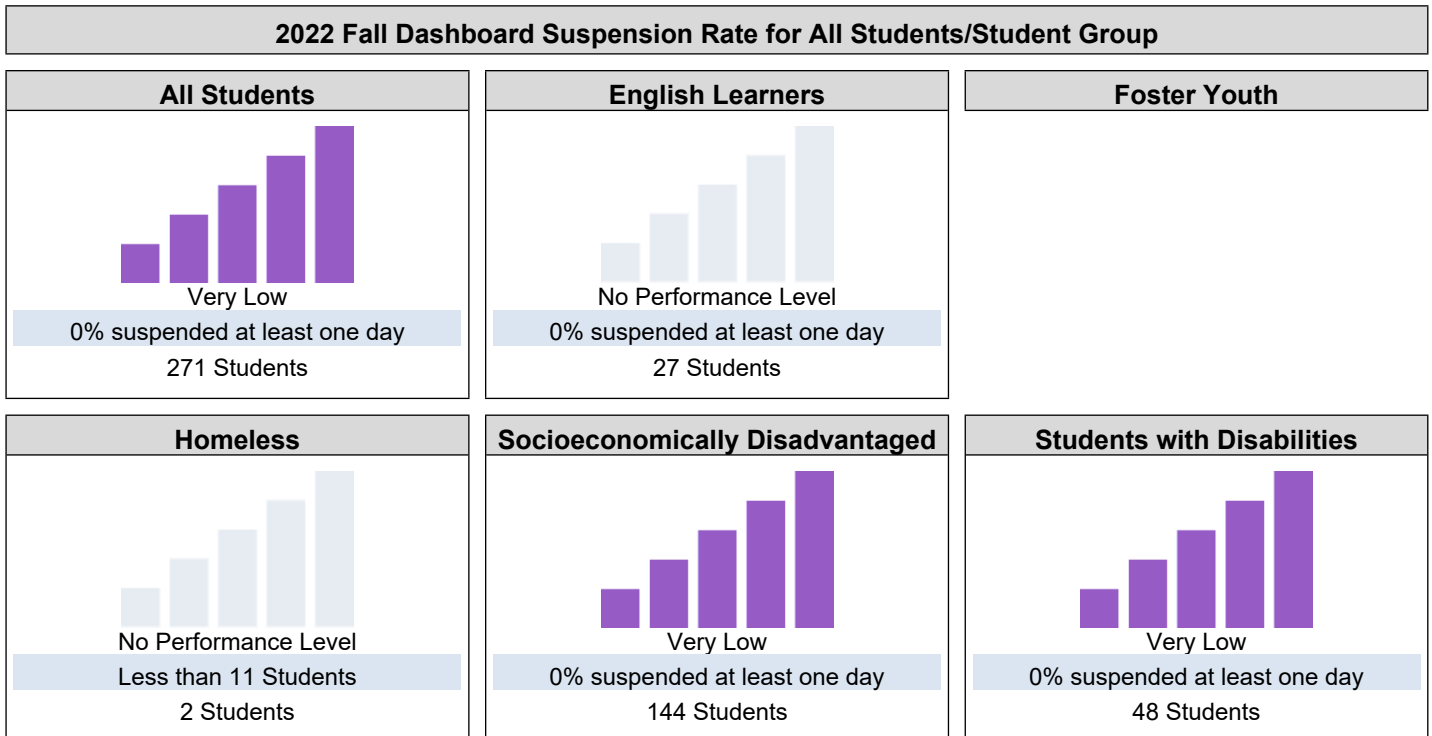 2022 Fall Dashboard Suspension Rate for All Students/Student Group
All Students
Very Low
0% suspended at least one day
271 Students
English Learners
No Performance Level
0% suspended at least one day
27 Students
Foster Youth
Homeless
No Performance Level
Less than 11 Students
2 Students
Socioeconomically Disadvantaged
Very Low
0% suspended at least one day
144 Students
Students with Disabilities
Very Low
0% suspended at least one day
48 Students